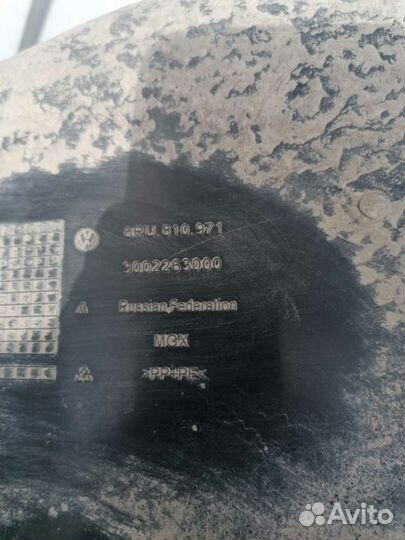 6RU.810.971
3002263000
Russian Federation
MGX
>PP+PE<
Avito